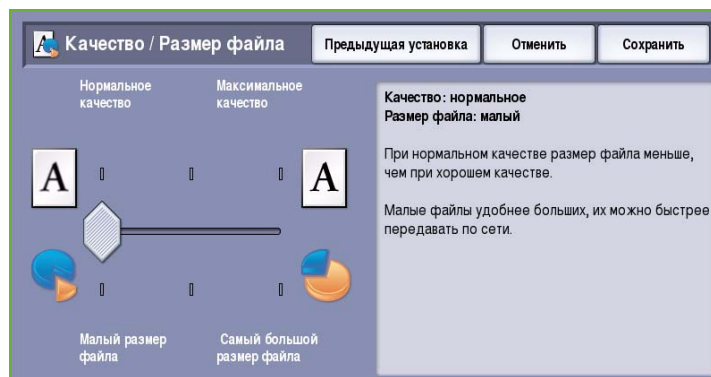 Качество / Размер файла
Предыдущая установка
Отменить
Сохранить
Нормальное
качество
Максимальное
качество
A
A
Малый размер
файла
Самый большой
размер файла
Качество: нормальное
Размер файла: малый
При нормальном качестве размер файла меньше,
чем при хорошем качестве.
Малые файлы удобнее больших, их можно быстрее
передавать по сети.